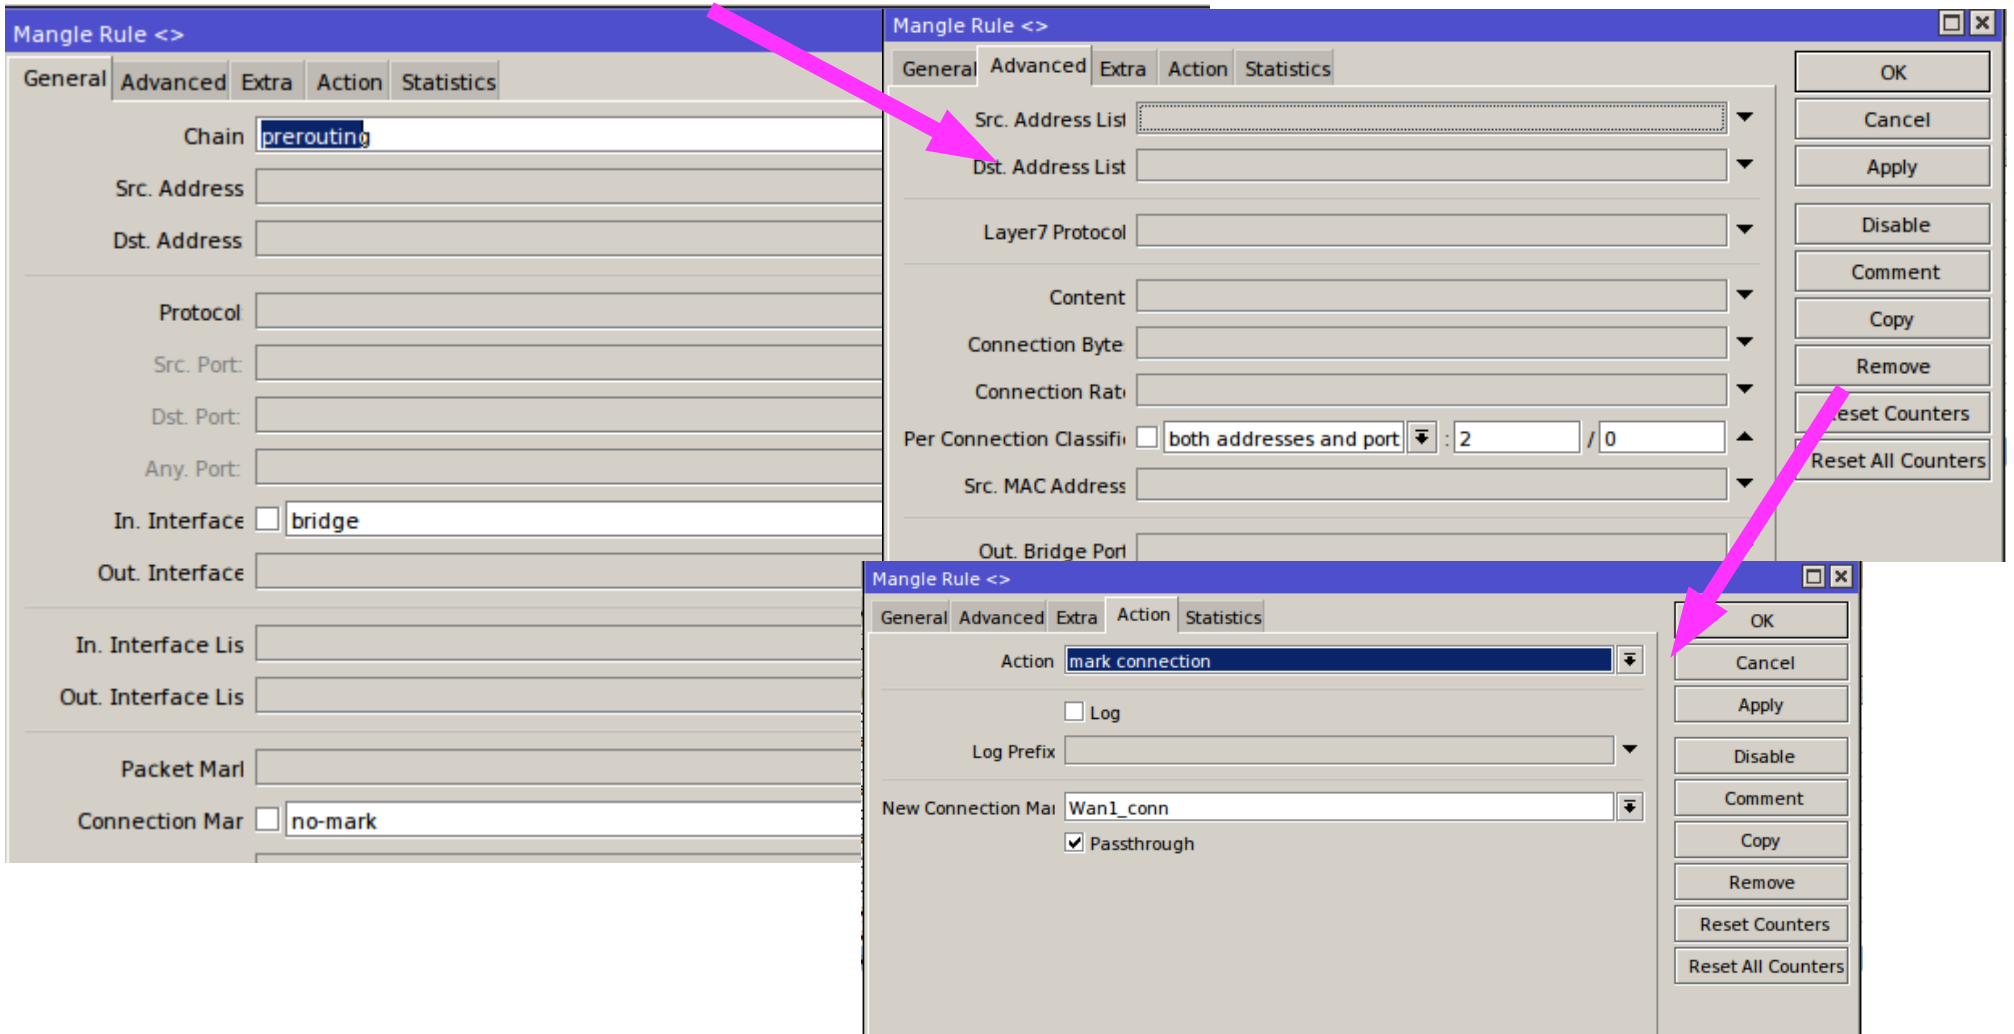 Mangle Rule <>
General Advanced Extra Action Statistics
Chain prerouting
Src. Address
Dst. Address
Protocol
Src. Port:
Dst. Port:
Any. Port:
In. Interface bridge
Out. Interface
In. Interface Lis
Out. Interface Lis
Packet Marl
Connection Mar no-mark
Mangle Rule <>
General Advanced Extra Action Statistics
Src. Address List
Dst. Address List
Layer7 Protocol
Content
Connection Byte
Connection Rat
Per Connection Classifi both addresses and port : 2 / 0
Src. MAC Address
Out. Bridge Port
OK
Cancel
Apply
Disable
Comment
Copy
Remove
eset Counters
Reset All Counters
Mangle Rule <>
General Advanced Extra Action Statistics
Action mark connection
Log
Log Prefix
New Connection Mar Wan1_conn
Passthrough
OK
Cancel
Apply
Disable
Comment
Copy
Remove
Reset Counters
Reset All Counters